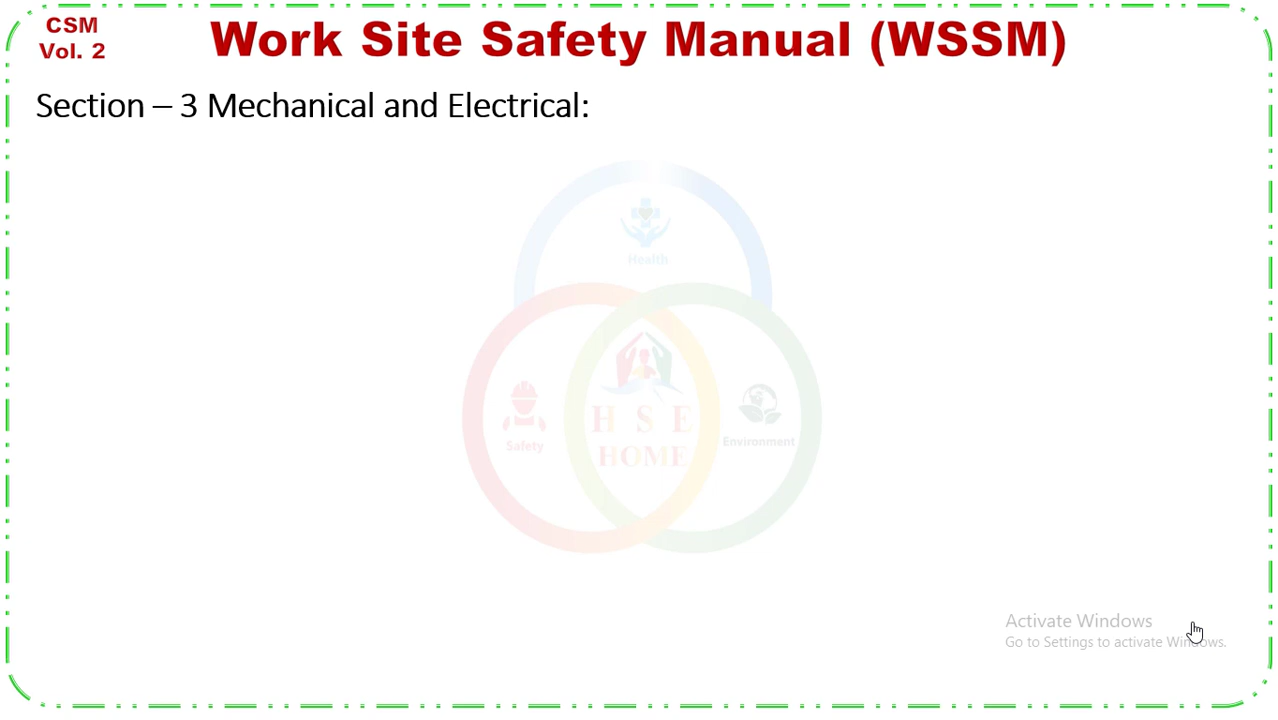 CSM
Vol. 2
Work Site Safety Manual (WSSM)
Section – 3 Mechanical and Electrical:
Health
Safety
H S E
HOME
Environment
Activate Windows
Go to Settings to activate Windows.